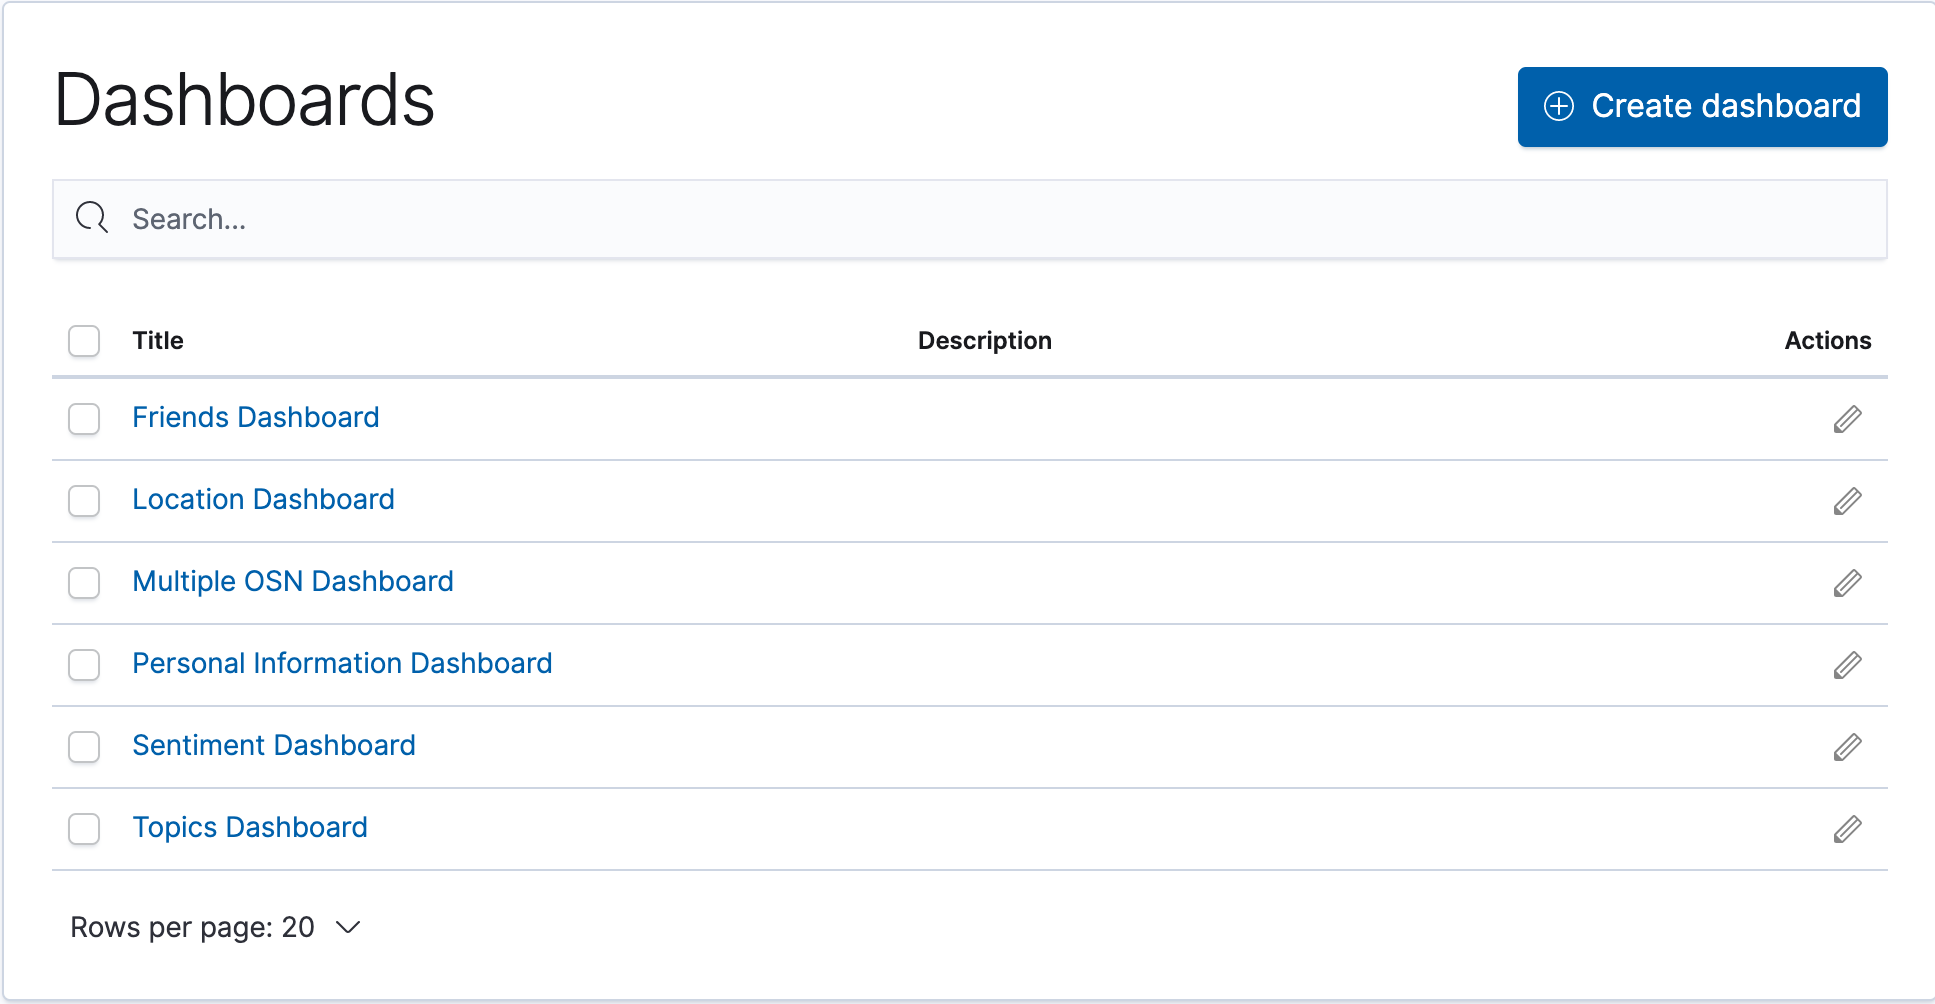 Dashboards
Create dashboard
Search...
Title Description Actions
Friends Dashboard
Location Dashboard
Multiple OSN Dashboard
Personal Information Dashboard
Sentiment Dashboard
Topics Dashboard
Rows per page: 20